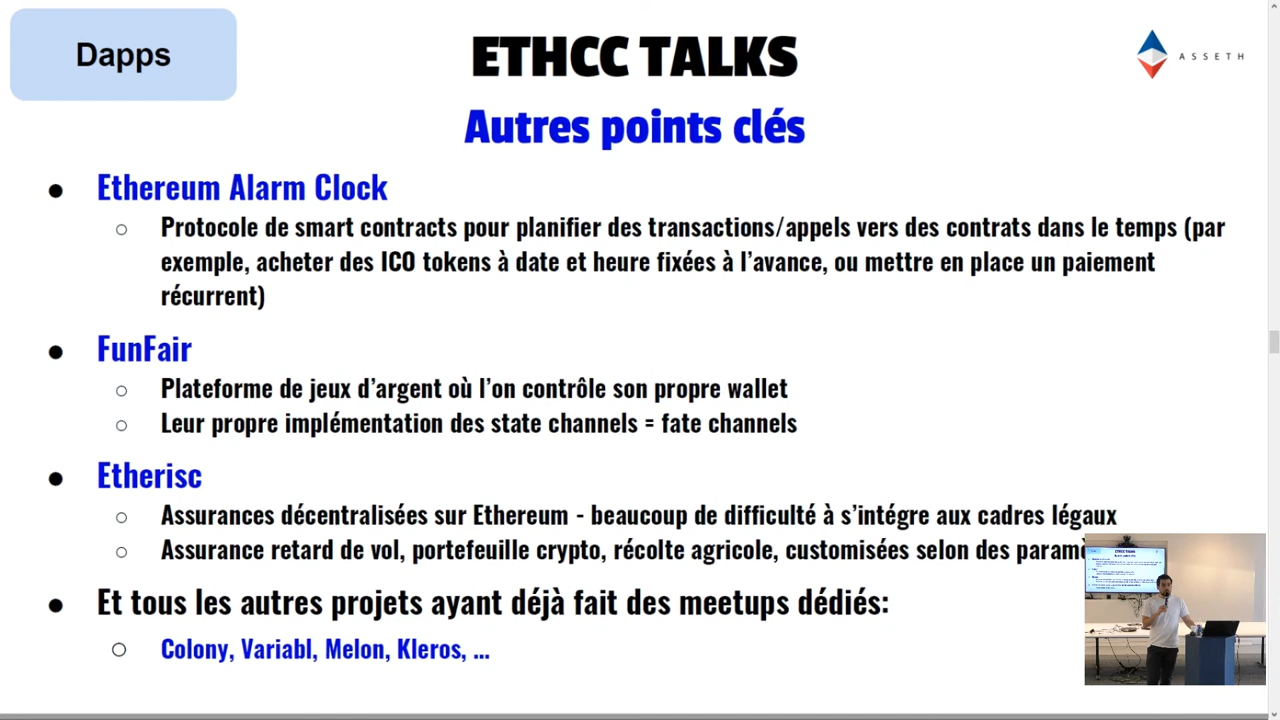 Dapps
ETHCC TALKS
ASSETH
Autres points clés
Ethereum Alarm Clock
Protocole de smart contracts pour planifier des transactions/appels vers des contrats dans le temps (par
exemple, acheter des ICO tokens à date et heure fixées à l'avance, ou mettre en place un paiement
récurrent)
FunFair
Plateforme de jeux d'argent où l'on contrôle son propre wallet
Leur propre implémentation des state channels = fate channels
Etherisc
Assurances décentralisées sur Ethereum - beaucoup de difficulté à s'intégre aux cadres légaux
Assurance retard de vol, portefeuille crypto, récolte agricole, customisées selon des
Et tous les autres projets ayant déjà fait des meetups dédiés:
Colony, Variabl, Melon, Kleros, ...